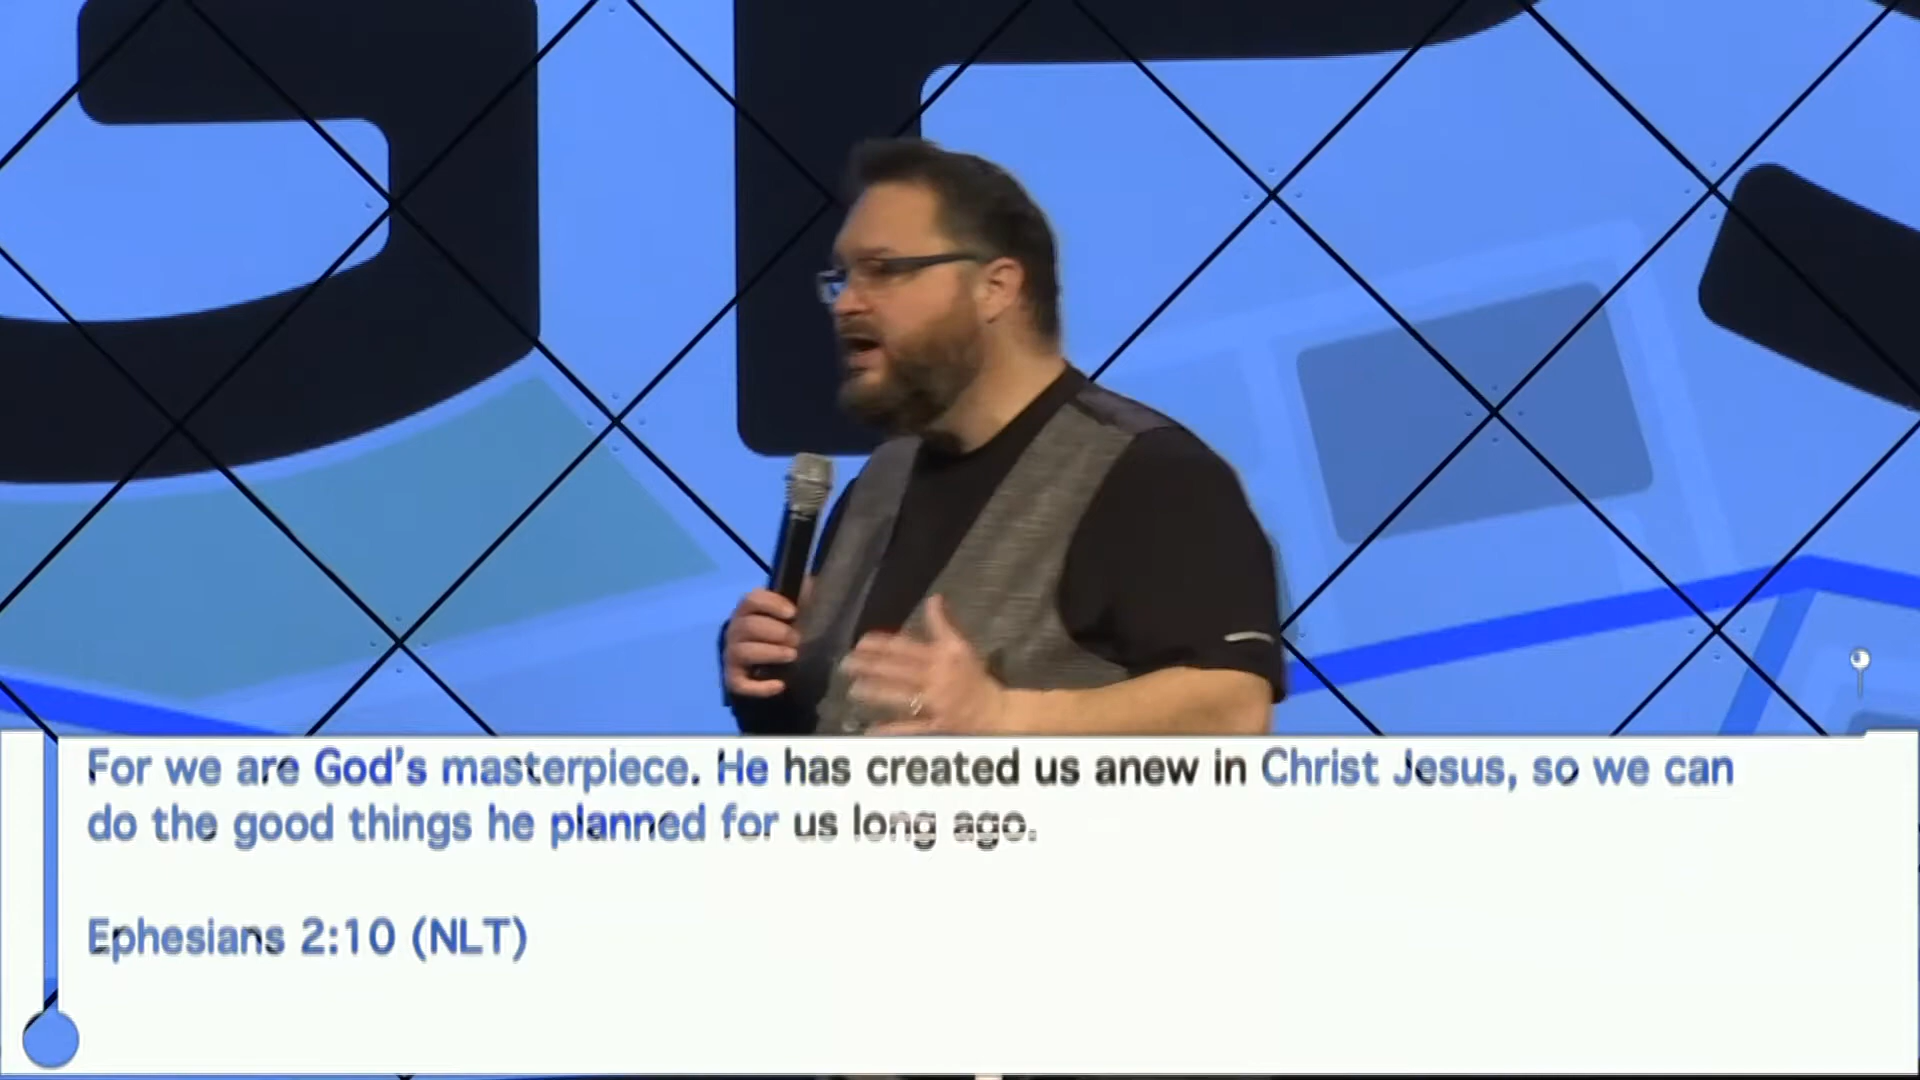 For we are God’s masterpiece. He has created us anew in Christ Jesus, so we can
do the good things he planned for us long ago.
Ephesians 2:10 (NLT)